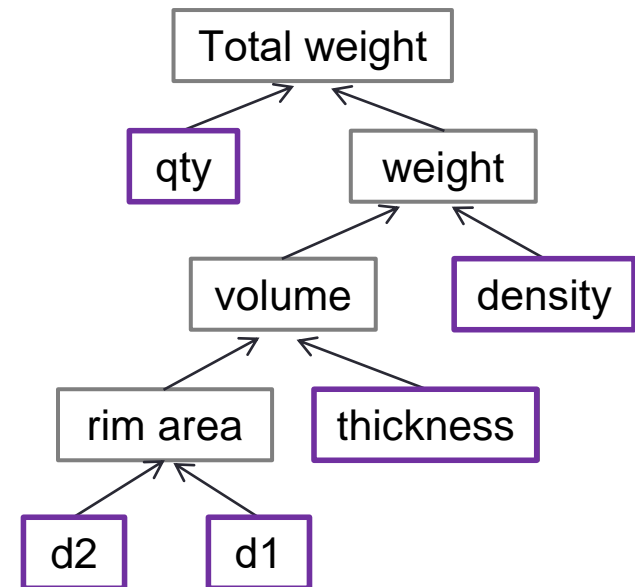 Total weight
qty
weight
volume
density
rim area
thickness
d2
d1